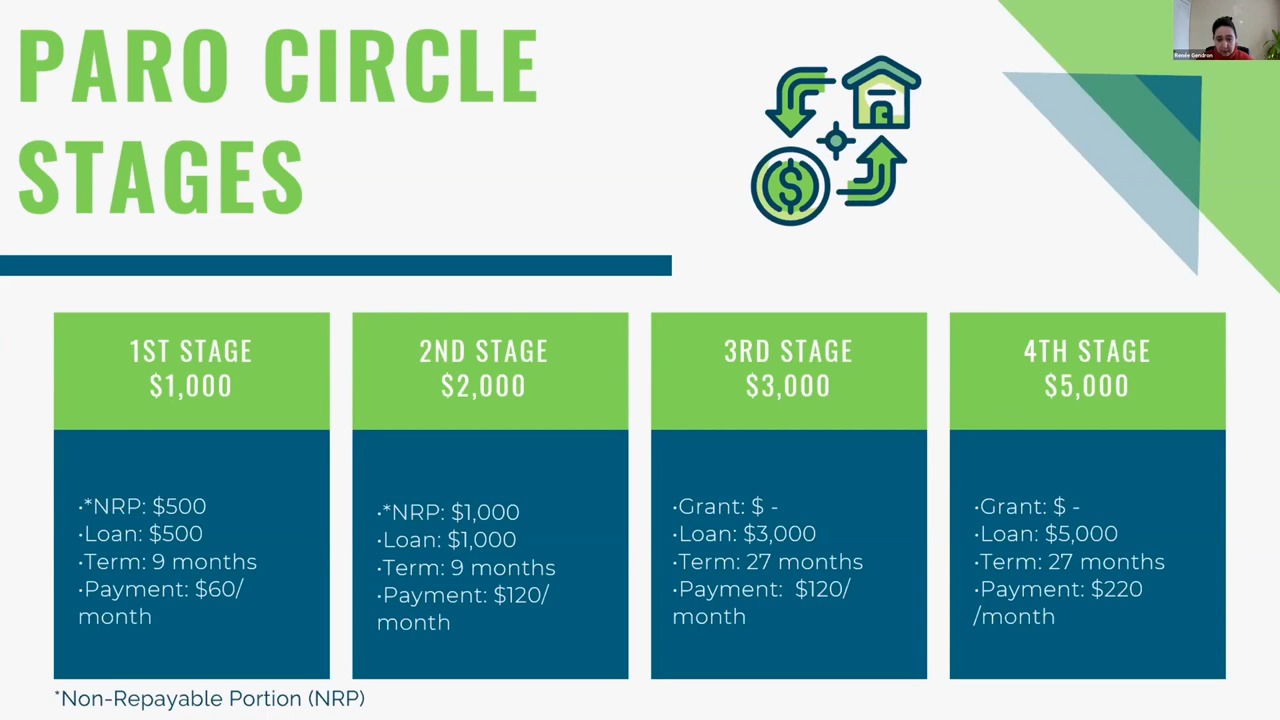 PARO CIRCLE
STAGES
Renée Gendron
1ST STAGE
$1,000
·*NRP: $500
·Loan: $500
·Term: 9 months
·Payment: $60/
month
2ND STAGE
$2,000
·*NRP: $1,000
·Loan: $1,000
·Term: 9 months
·Payment: $120/
month
3RD STAGE
$3,000
·Grant: $ -
·Loan: $3,000
·Term: 27 months
·Payment:  $120/
month
4TH STAGE
$5,000
·Grant: $ -
·Loan: $5,000
·Term: 27 months
·Payment: $220
/month
*Non-Repayable Portion (NRP)